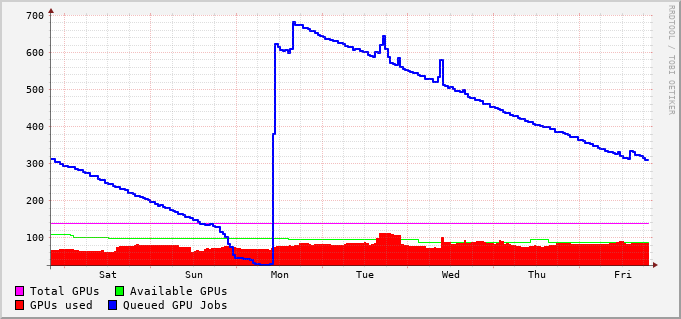 700
600
500
400
300
200
100
Sat Sun Mon Tue Wed Thu Fri
Total GPUs Available GPUs
GPUs used Queued GPU Jobs
RRDTOOL / TOBI OETIKER